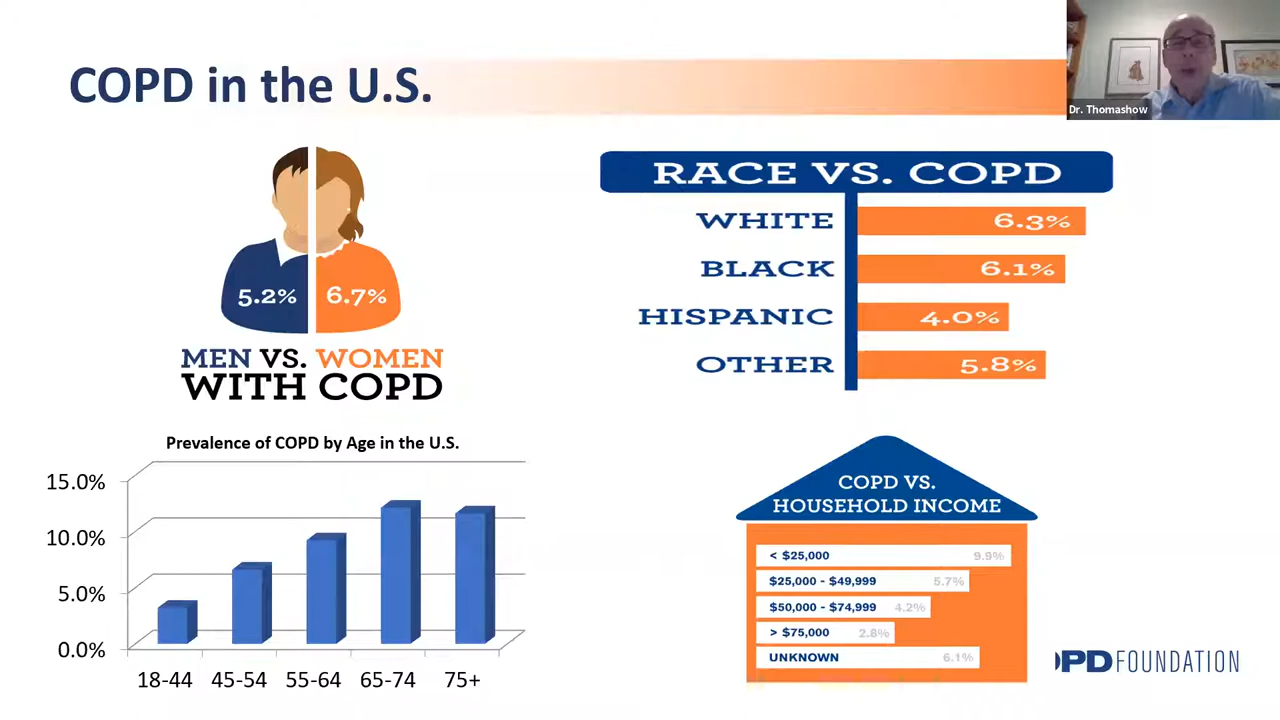 COPD in the U.S.
Dr. Thomashow
5.2% 6.7%
MEN VS. WOMEN
WITH COPD
RACE VS. COPD
WHITE 6.3%
BLACK 6.1%
HISPANIC 4.0%
OTHER 5.8%
Prevalence of COPD by Age in the U.S.
15.0%
10.0%
5.0%
0.0%
18-44 45-54 55-64 65-74 75+
COPD VS.
HOUSEHOLD INCOME
< $25,000 9.9%
$25,000 - $49,999 5.7%
$50,000 - $74,999 4.2%
> $75,000 2.8%
UNKNOWN 6.1%
OPD FOUNDATION